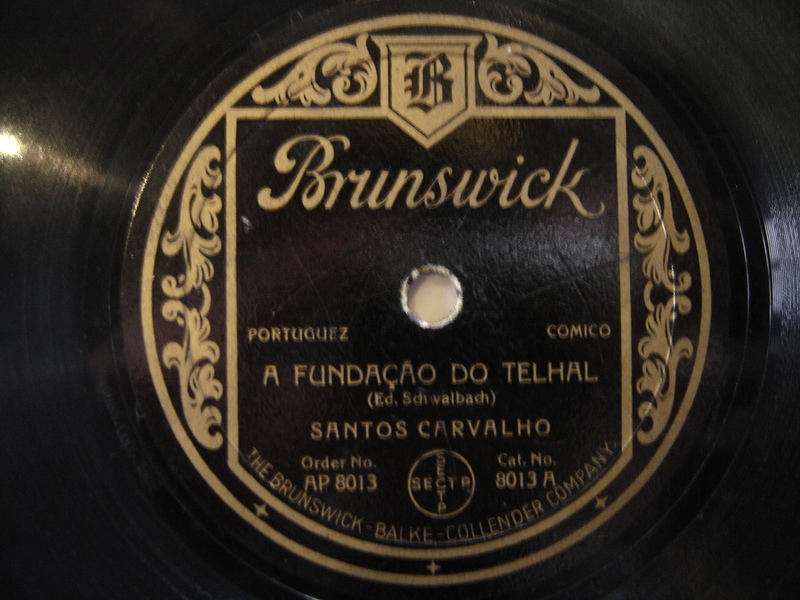 B
Brunswick
PORTUGUEZ COMICO
A FUNDAÇÃO DO TELHAL
(Ed. Schwalbach)
SANTOS CARVALHO
Order No. Cat. No.
AP 8013 SECTP 8013 A
THE BRUNSWICK-BALKE-COLLENDER COMPANY.